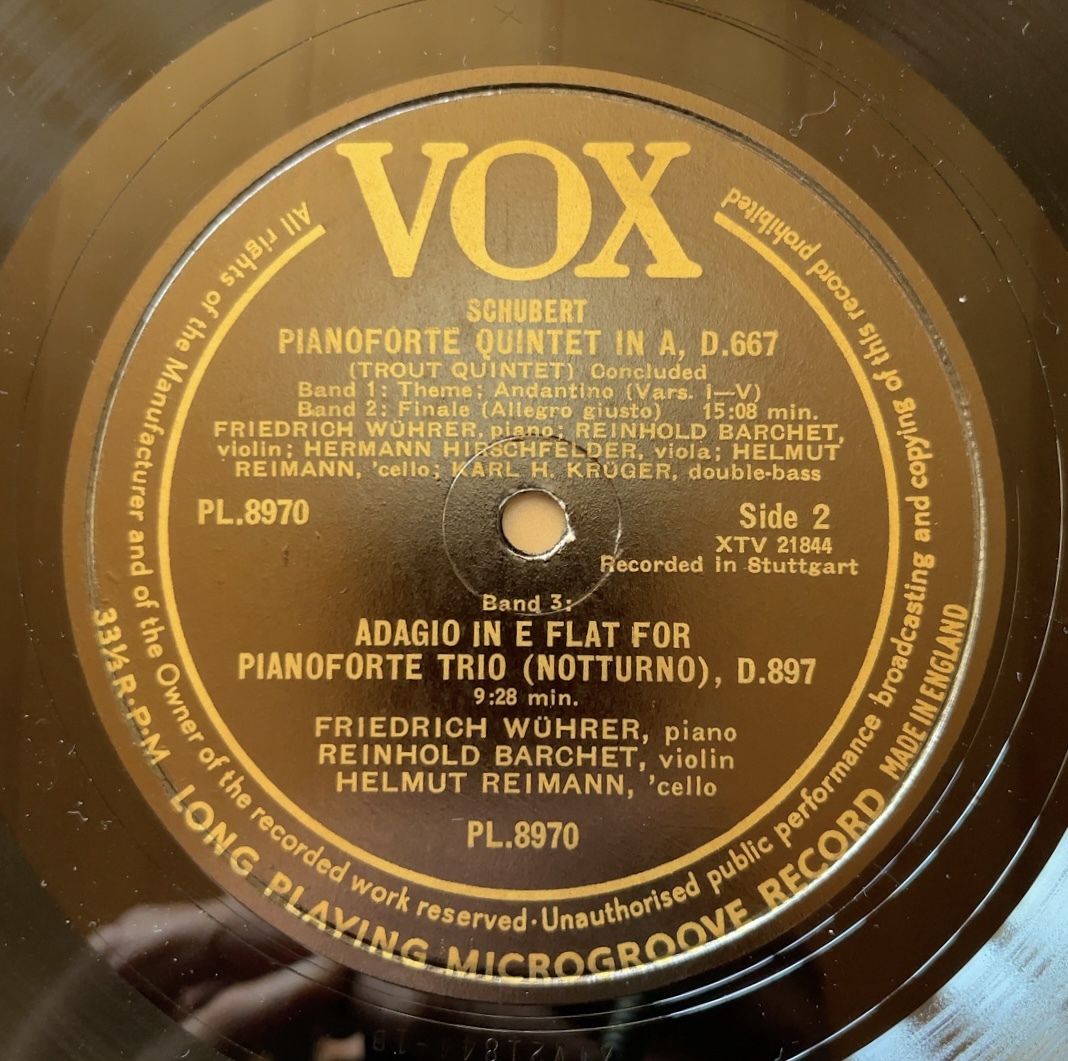 VOX
SCHUBERT
PIANOFORTE QUINTET IN A, D.667
(TROUT QUINTET) Concluded
Band 1: Theme; Andantino (Vars. I—V)
Band 2: Finale (Allegro giusto) 15:08 min.
FRIEDRICH WÜHRER, piano; REINHOLD BARCHET,
violin; HERMANN HIRSCHFELDER, viola; HELMUT
REIMANN, 'cello; KARL H. KRÜGER, double-bass
PL.8970
Side 2
XTV 21844
Recorded in Stuttgart
Band 3:
ADAGIO IN E FLAT FOR
PIANOFORTE TRIO (NOTTURNO), D.897
9:28 min.
FRIEDRICH WÜHRER, piano
REINHOLD BARCHET, violin
HELMUT REIMANN, 'cello
PL.8970
All rights of the Manufacturer and of the Owner of the recorded work reserved · Unauthorised public performance broadcasting and copying of this record prohibited
33⅓ R.P.M LONG PLAYING MICROGROOVE RECORD MADE IN ENGLAND